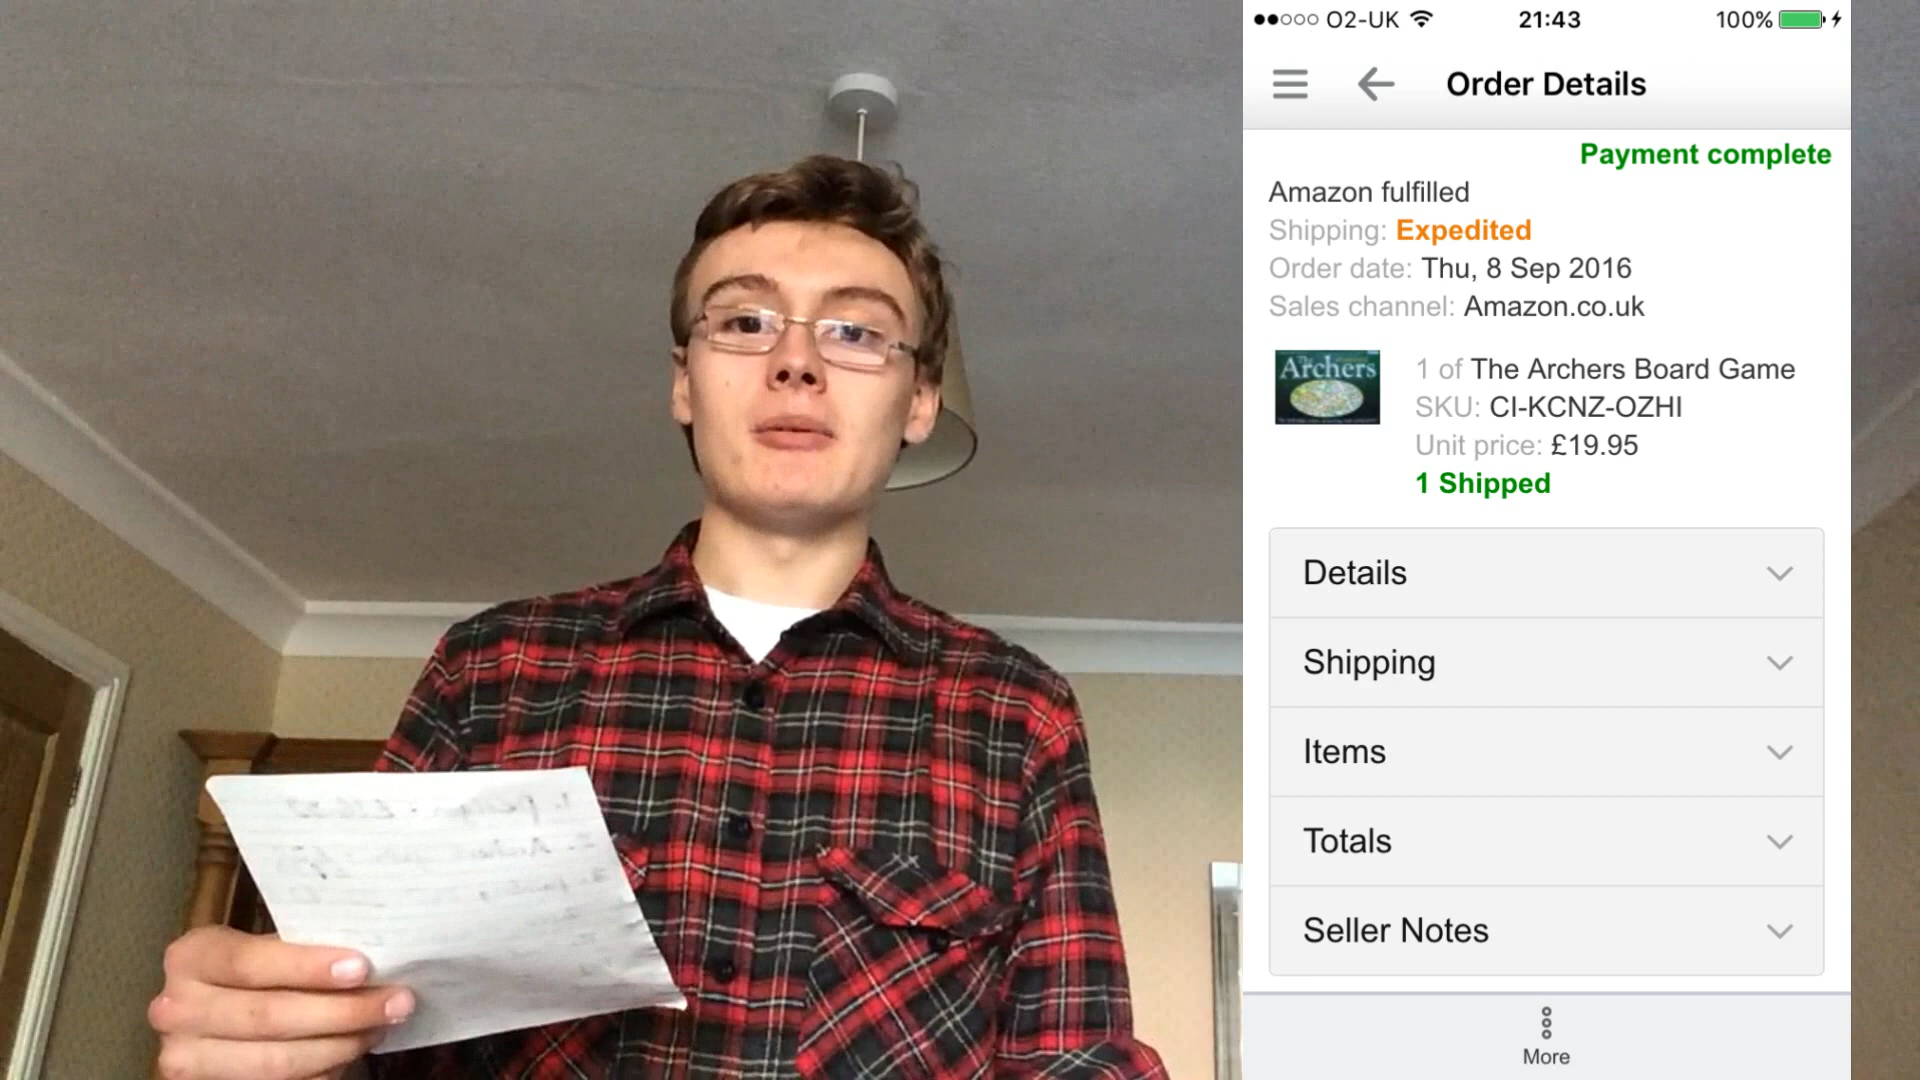 O2-UK
21:43
100%
Order Details
Payment complete
Amazon fulfilled
Shipping: Expedited
Order date: Thu, 8 Sep 2016
Sales channel: Amazon.co.uk
The
Archers
1 of The Archers Board Game
SKU: CI-KCNZ-OZHI
Unit price: £19.95
1 Shipped
Details
Shipping
Items
Totals
Seller Notes
More